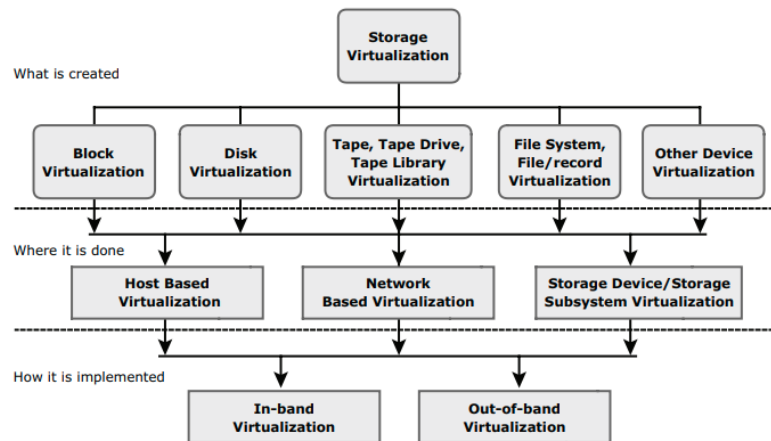 Storage
Virtualization
What is created
Block
Virtualization
Disk
Virtualization
Tape, Tape Drive,
Tape Library
Virtualization
File System,
File/record
Virtualization
Other Device
Virtualization
Where it is done
Host Based
Virtualization
Network
Based Virtualization
Storage Device/Storage
Subsystem Virtualization
How it is implemented
In-band
Virtualization
Out-of-band
Virtualization